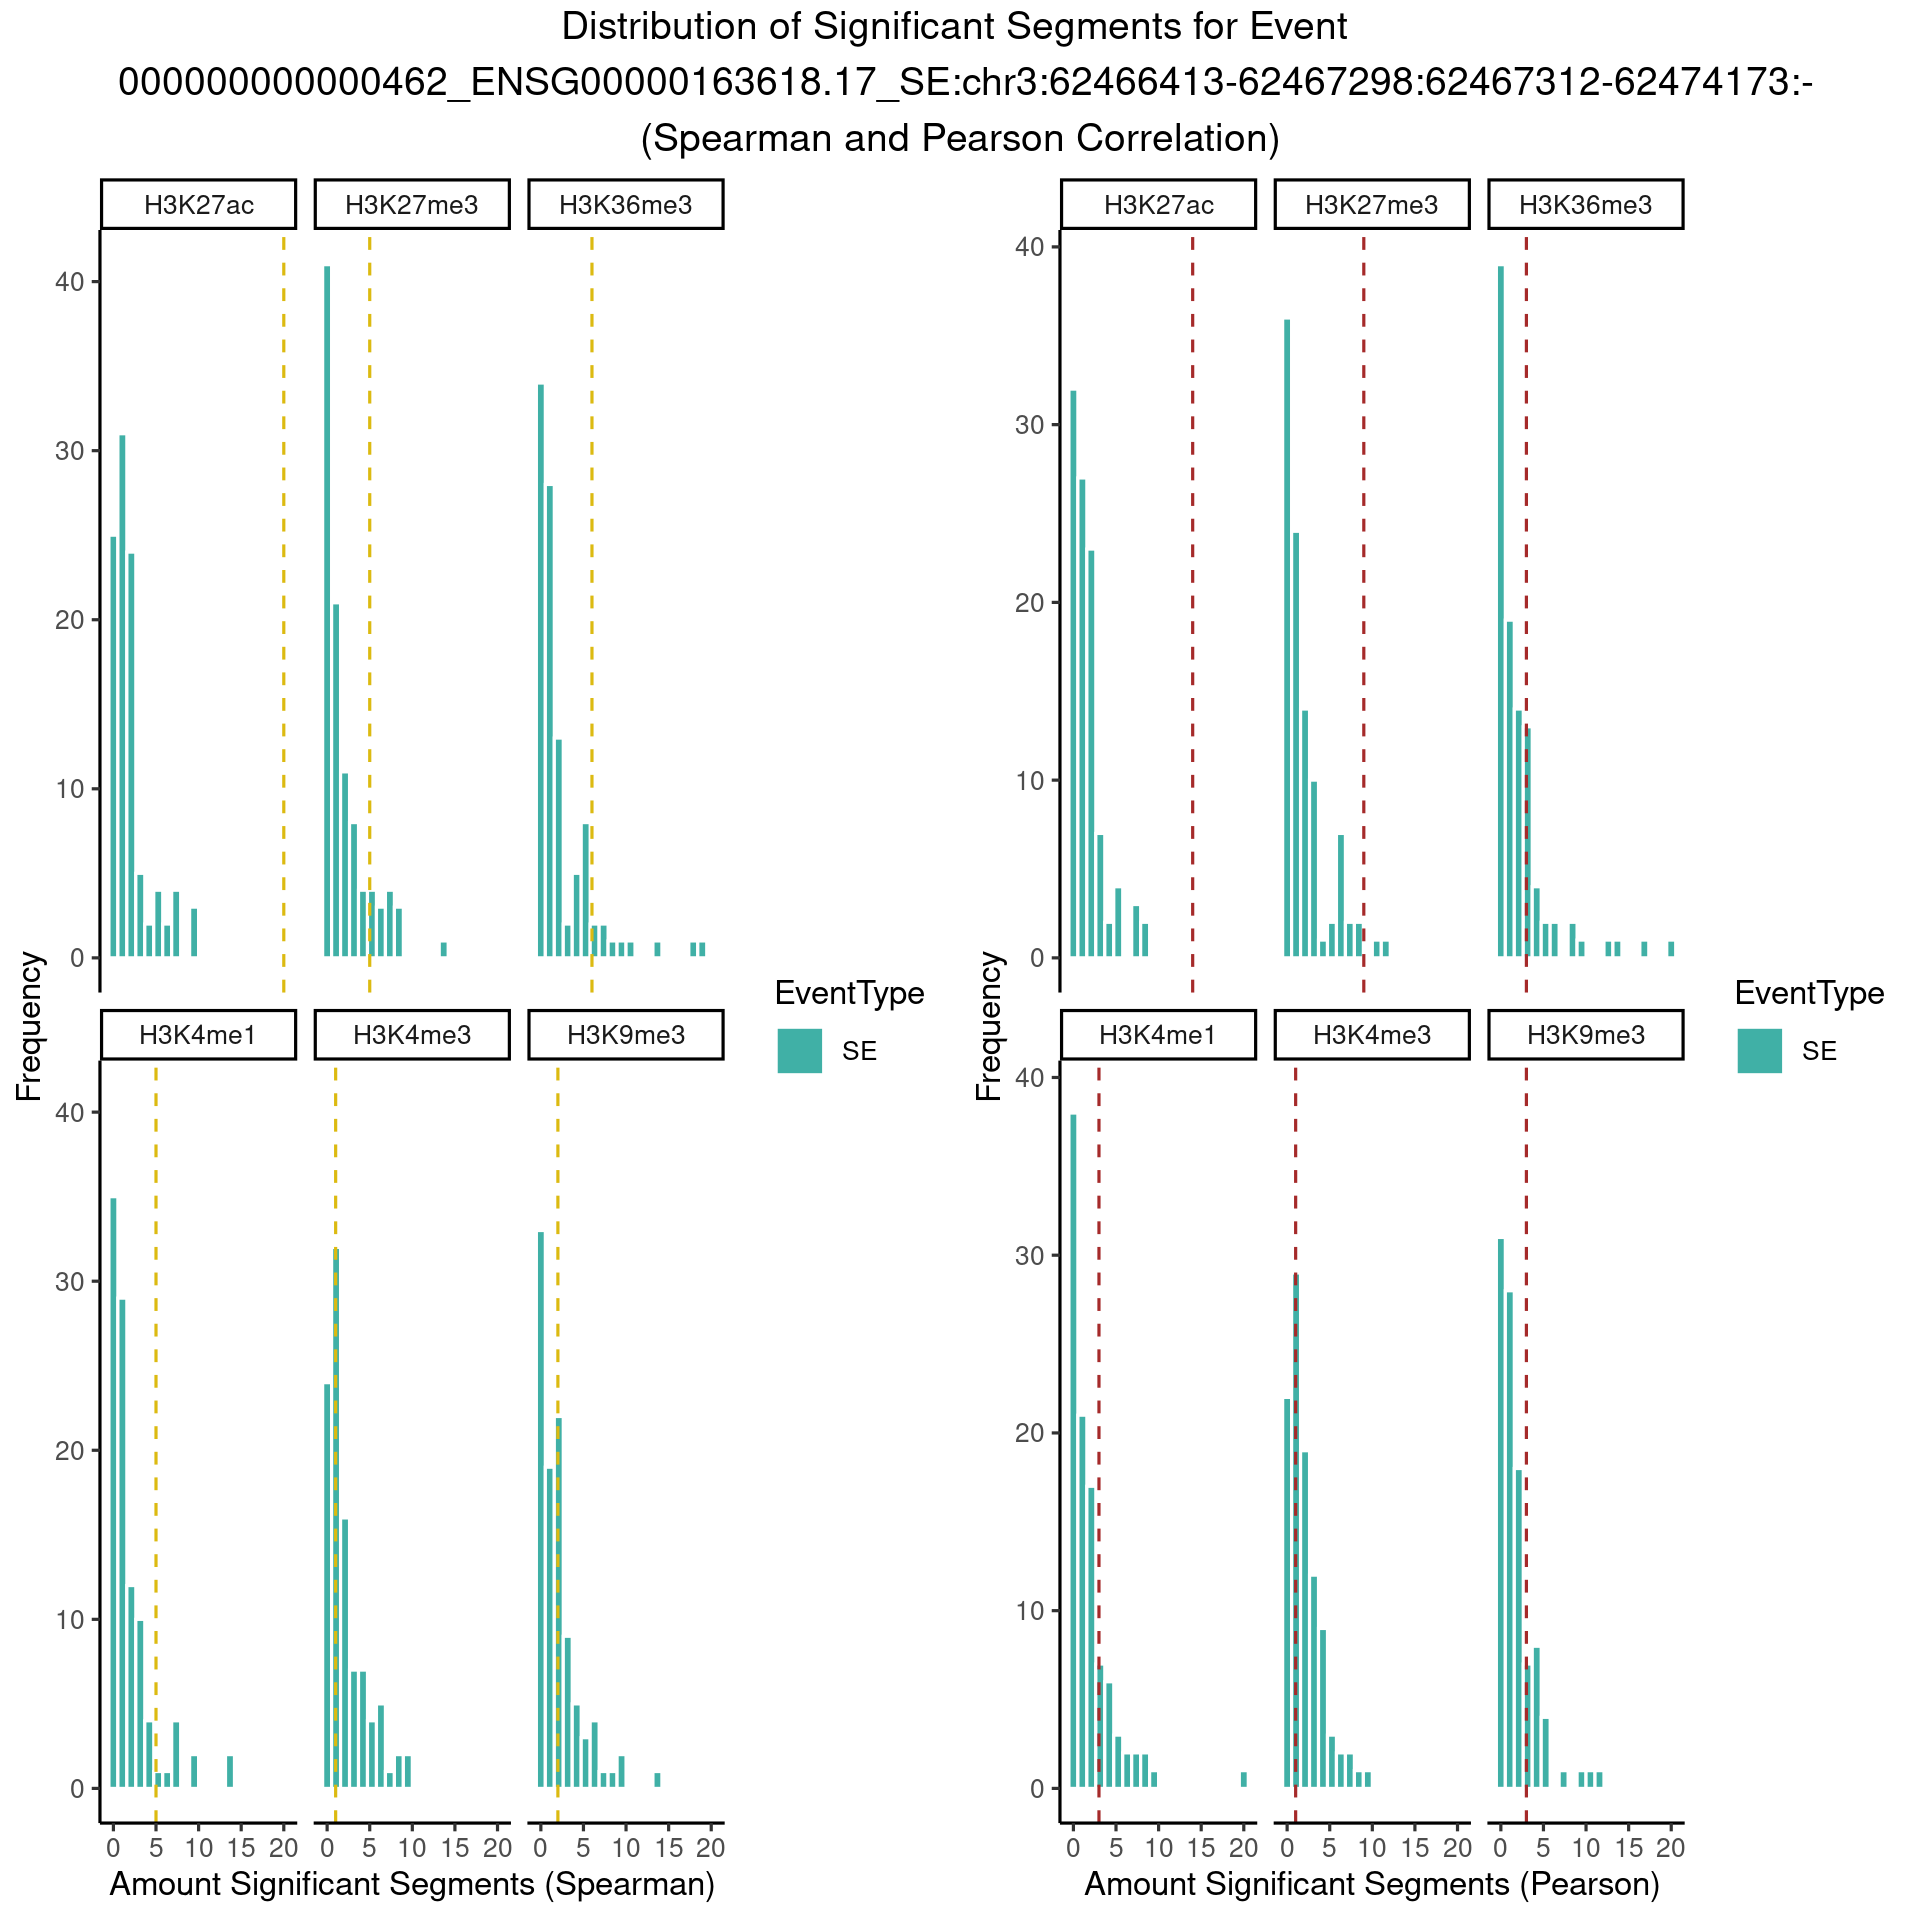 Distribution of Significant Segments for Event
000000000000462_ENSG00000163618.17_SE:chr3:62466413-62467298:62467312-62474173:-
(Spearman and Pearson Correlation)
H3K27ac H3K27me3 H3K36me3
40
30
20
10
0
H3K4me1 H3K4me3 H3K9me3
40
30
20
10
0
0 5 10 15 20 0 5 10 15 20 0 5 10 15 20
Amount Significant Segments (Spearman)
Frequency
EventType
SE
H3K27ac H3K27me3 H3K36me3
40
30
20
10
0
H3K4me1 H3K4me3 H3K9me3
40
30
20
10
0
0 5 10 15 20 0 5 10 15 20 0 5 10 15 20
Amount Significant Segments (Pearson)
Frequency
EventType
SE